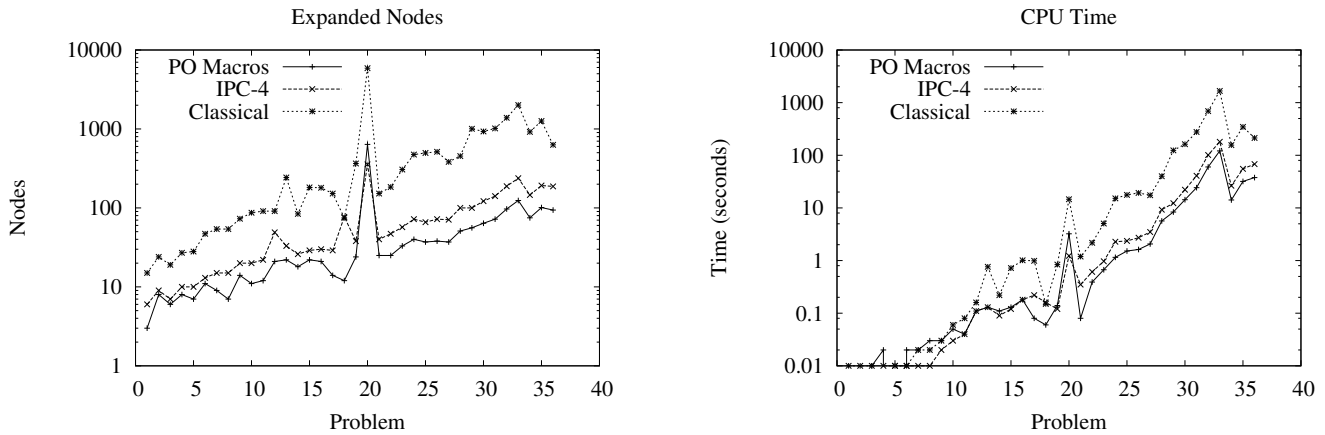 Expanded Nodes
10000
1000
100
10
1
Nodes
PO Macros
IPC-4
Classical
0 5 10 15 20 25 30 35 40
Problem
CPU Time
10000
1000
100
10
1
0.1
0.01
Time (seconds)
PO Macros
IPC-4
Classical
0 5 10 15 20 25 30 35 40
Problem